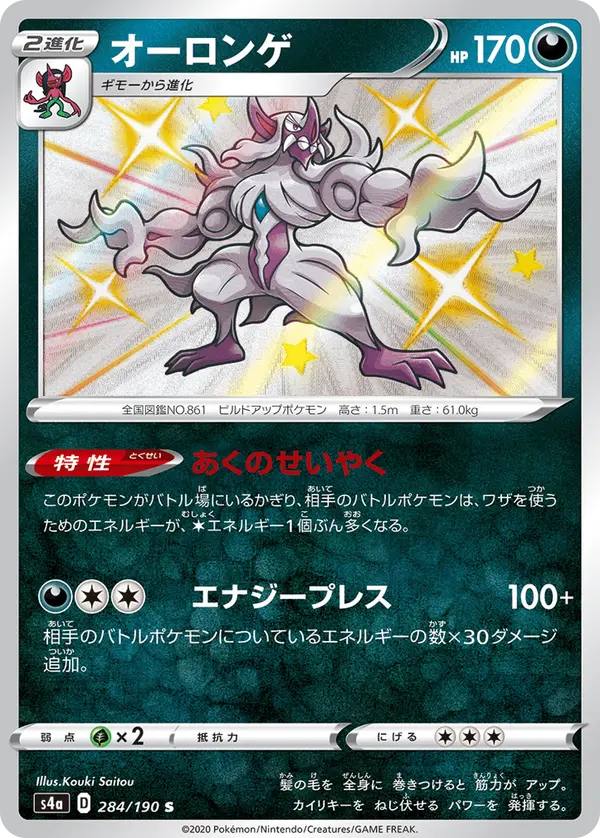 2進化
オーロンゲ
HP 170
ギモーから進化
全国図鑑NO.861 ビルドアップポケモン 高さ：1.5m 重さ：61.0kg
特性 とくせい あくのせいやく
このポケモンがバトル場にいるかぎり、相手のバトルポケモンは、ワザを使う
ためのエネルギーが、エネルギー1個ぶん多くなる。
エナジープレス 100+
相手のバトルポケモンについているエネルギーの数×30ダメージ
追加。
弱点 ×2 抵抗力 にげる
Illus.Kouki Saitou
s4a D 284/190 S
髪の毛を 全身に 巻きつけると 筋力が アップ。
カイリキーを ねじ伏せる パワーを 発揮する。
©2020 Pokémon/Nintendo/Creatures/GAME FREAK.